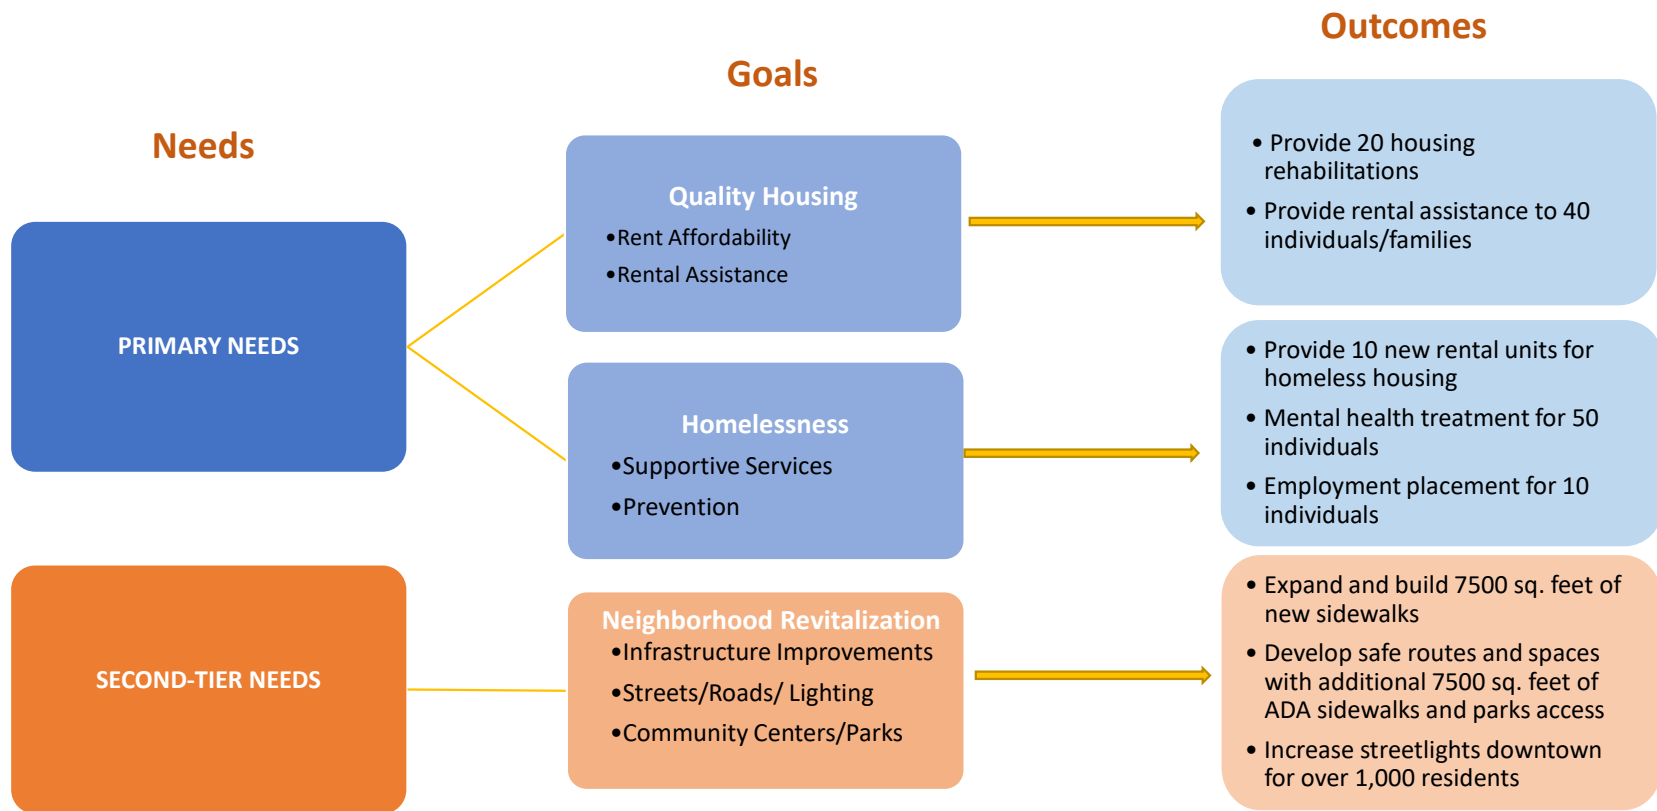 Needs
PRIMARY NEEDS
SECOND-TIER NEEDS
Goals
Quality Housing
•Rent Affordability
•Rental Assistance
Homelessness
•Supportive Services
•Prevention
Neighborhood Revitalization
•Infrastructure Improvements
•Streets/Roads/ Lighting
•Community Centers/Parks
Outcomes
• Provide 20 housing
rehabilitations
• Provide rental assistance to 40
individuals/families
• Provide 10 new rental units for
homeless housing
• Mental health treatment for 50
individuals
• Employment placement for 10
individuals
• Expand and build 7500 sq. feet of
new sidewalks
• Develop safe routes and spaces
with additional 7500 sq. feet of
ADA sidewalks and parks access
• Increase streetlights downtown
for over 1,000 residents